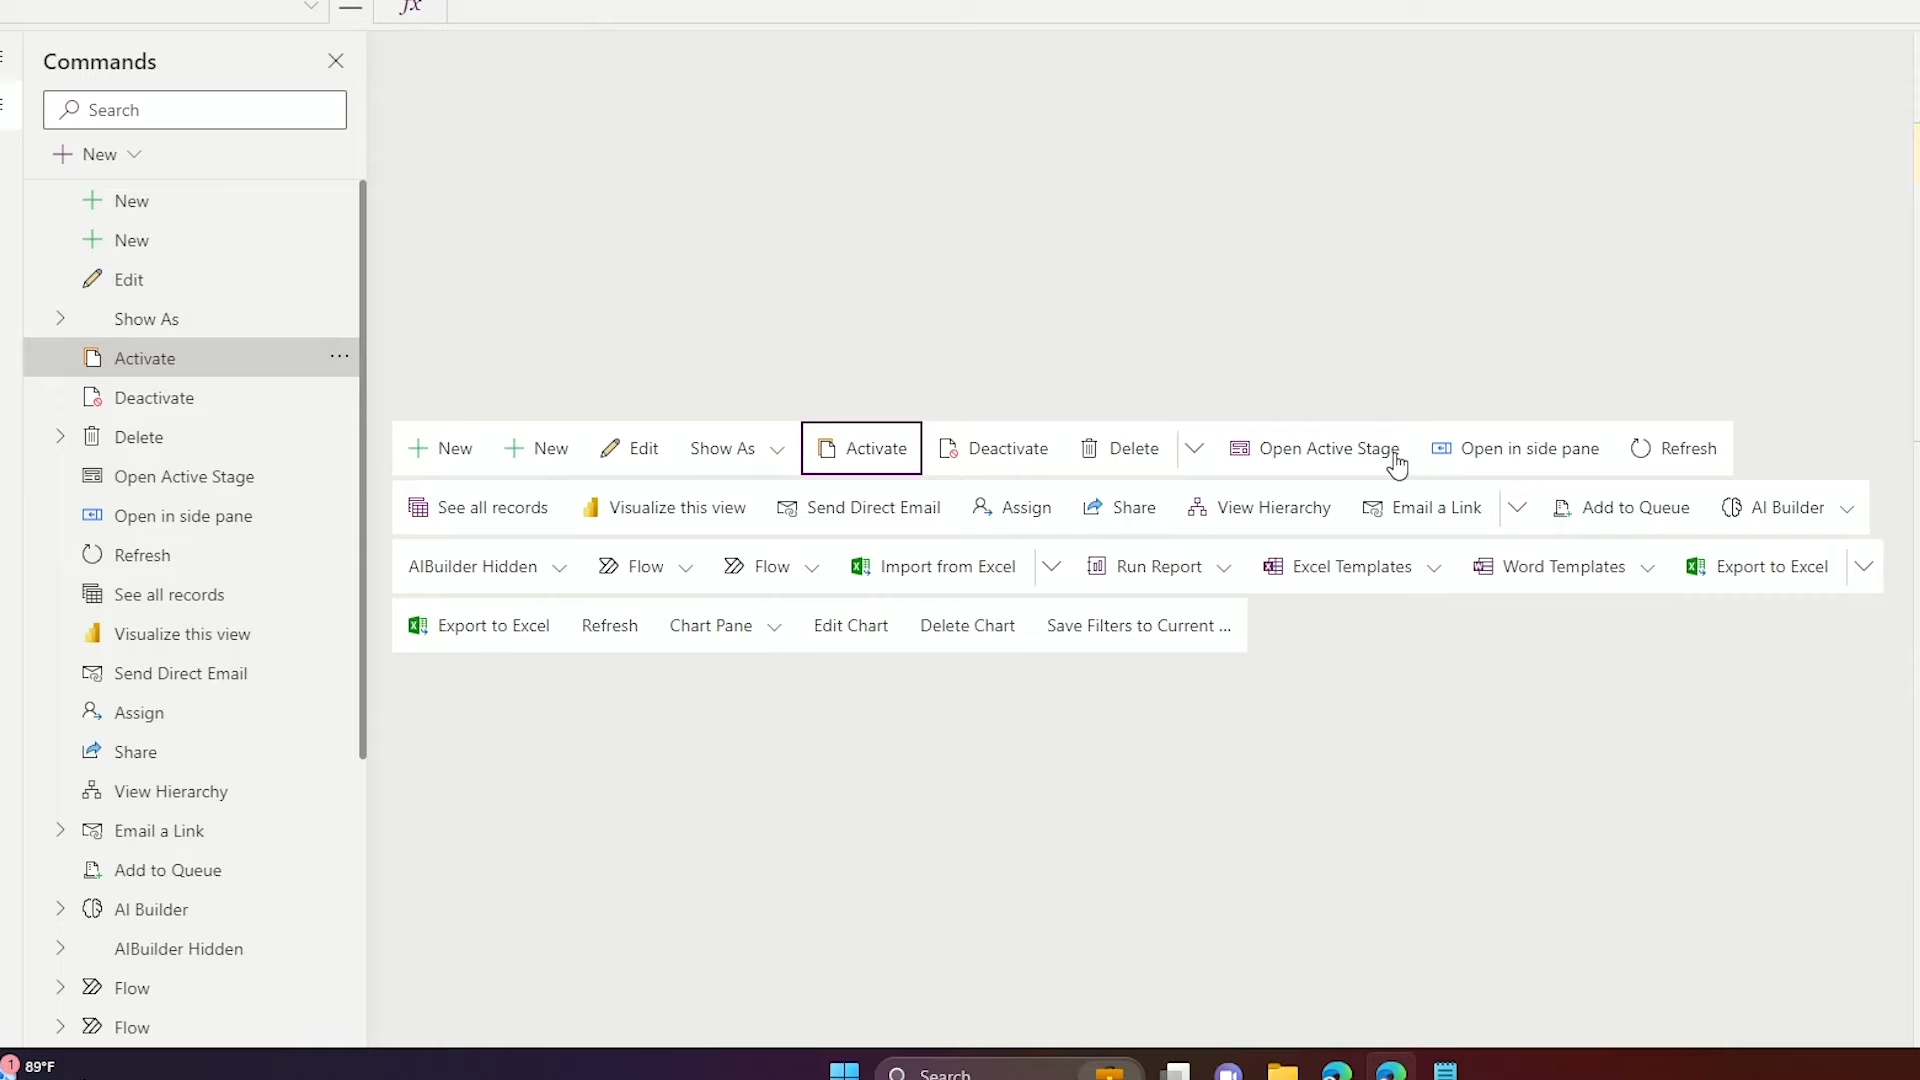 fx
Commands
Search
New
New
New
Edit
Show As
Activate ...
Deactivate
Delete
Open Active Stage
Open in side pane
Refresh
See all records
Visualize this view
Send Direct Email
Assign
Share
View Hierarchy
Email a Link
Add to Queue
AI Builder
AIBuilder Hidden
Flow
Flow
New New Edit Show As Activate Deactivate Delete Open Active Stage Open in side pane Refresh
See all records Visualize this view Send Direct Email Assign Share View Hierarchy Email a Link Add to Queue AI Builder
AIBuilder Hidden Flow Flow Import from Excel Run Report Excel Templates Word Templates Export to Excel
Export to Excel Refresh Chart Pane Edit Chart Delete Chart Save Filters to Current ...
1 89°F Search